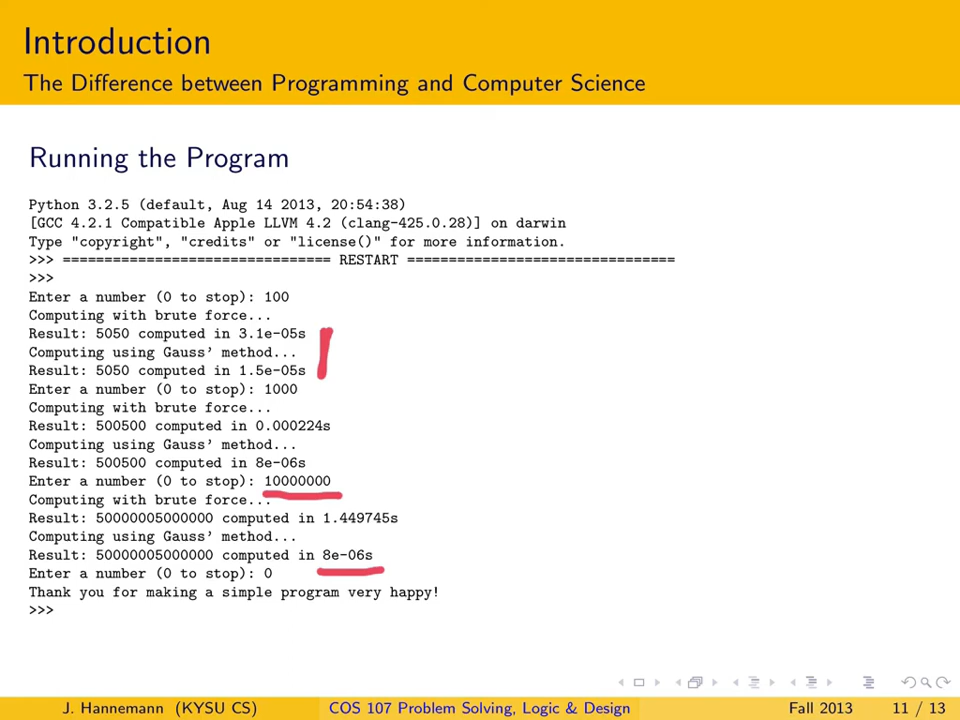 Introduction
The Difference between Programming and Computer Science
Running the Program
Python 3.2.5 (default, Aug 14 2013, 20:54:38)
[GCC 4.2.1 Compatible Apple LLVM 4.2 (clang-425.0.28)] on darwin
Type "copyright", "credits" or "license()" for more information.
>>> ================================ RESTART ================================
>>>
Enter a number (0 to stop): 100
Computing with brute force...
Result: 5050 computed in 3.1e-05s
Computing using Gauss’ method...
Result: 5050 computed in 1.5e-05s
Enter a number (0 to stop): 1000
Computing with brute force...
Result: 500500 computed in 0.000224s
Computing using Gauss’ method...
Result: 500500 computed in 8e-06s
Enter a number (0 to stop): 10000000
Computing with brute force...
Result: 50000005000000 computed in 1.449745s
Computing using Gauss’ method...
Result: 50000005000000 computed in 8e-06s
Enter a number (0 to stop): 0
Thank you for making a simple program very happy!
>>>
J. Hannemann (KYSU CS) COS 107 Problem Solving, Logic & Design Fall 2013 11 / 13